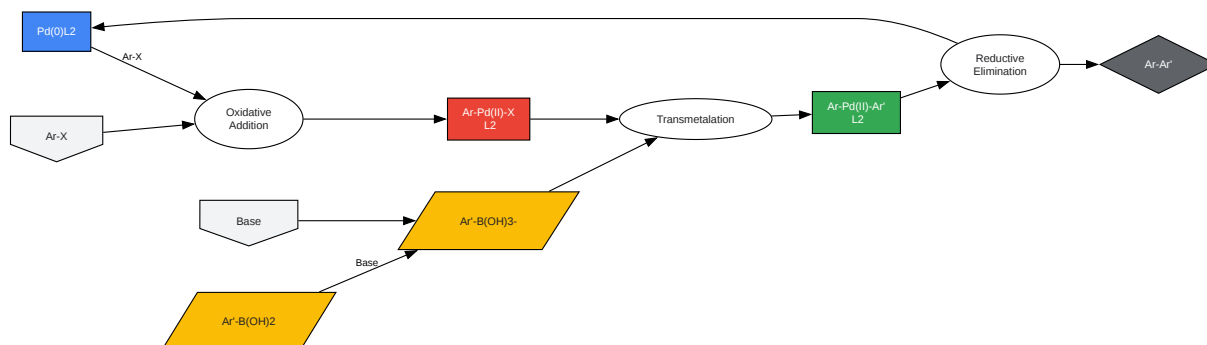 Pd(0)L2
Ar-X
Ar-X
Oxidative
Addition
Ar-Pd(II)-X
L2
Transmetalation
Ar-Pd(II)-Ar'
L2
Reductive
Elimination
Ar-Ar'
Base
Ar'-B(OH)3-
Base
Ar'-B(OH)2